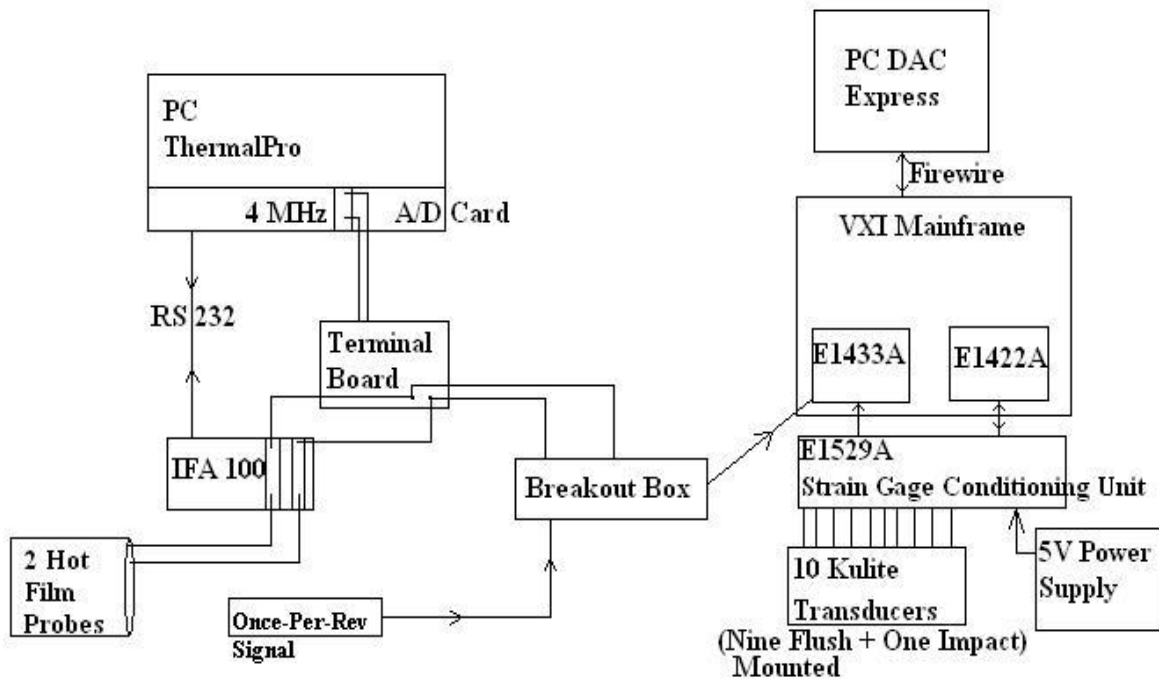 PC
ThermalPro
4 MHz
A/D Card
RS 232
Terminal
Board
IFA 100
2 Hot
Film
Probes
Once-Per-Rev
Signal
Breakout Box
PC DAC
Express
Firewire
VXI Mainframe
E1433A
E1422A
E1529A
Strain Gage Conditioning Unit
10 Kulite
Transducers
(Nine Flush + One Impact)
Mounted
5V Power
Supply